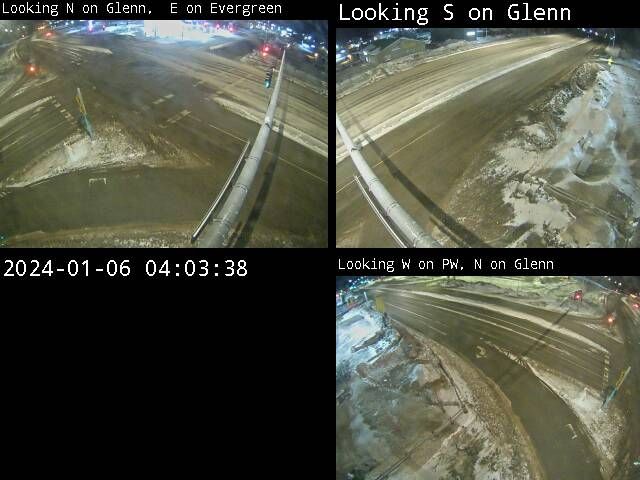 Looking N on Glenn,  E on Evergreen
Looking S on Glenn
2024-01-06 04:03:38
Looking W on PW, N on Glenn